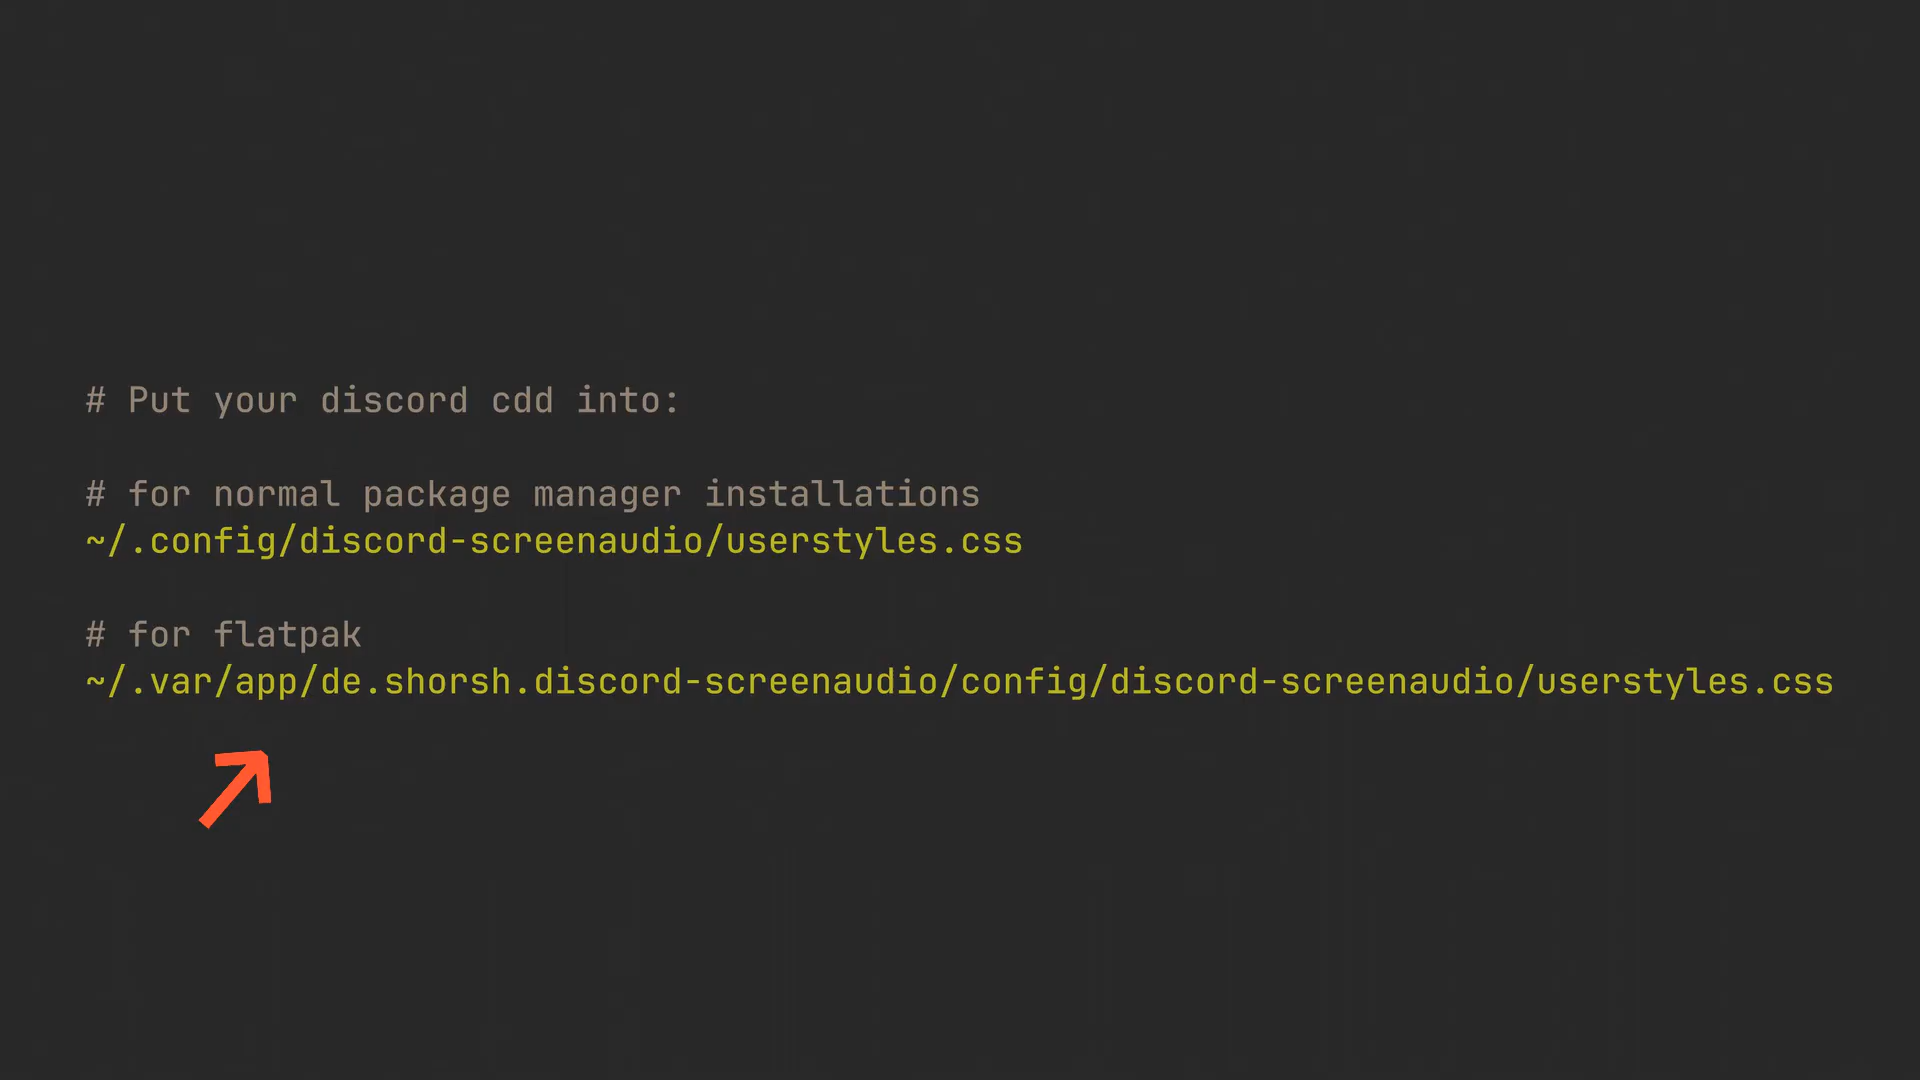 # Put your discord cdd into:
# for normal package manager installations
~/.config/discord-screenaudio/userstyles.css
# for flatpak
~/.var/app/de.shorsh.discord-screenaudio/config/discord-screenaudio/userstyles.css